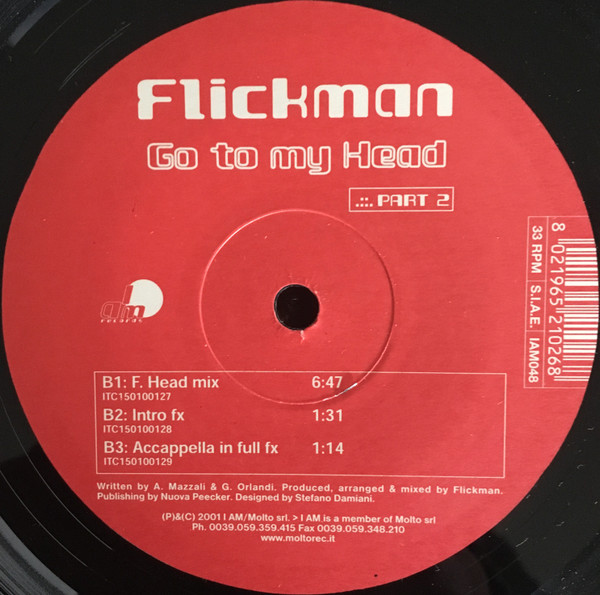 Flickman
Go to my Head
.::. PART 2
8 021965 210268
33 RPM S.I.A.E. IAM048
I am
records
B1: F. Head mix 6:47
ITC150100127
B2: Intro fx 1:31
ITC150100128
B3: Accappella in full fx 1:14
ITC150100129
Written by A. Mazzali & G. Orlandi. Produced, arranged & mixed by Flickman.
Publishing by Nuova Peecker. Designed by Stefano Damiani.
(P)&(C) 2001 I AM/Molto srl. > I AM is a member of Molto srl
Ph. 0039.059.359.415 Fax 0039.059.348.210
www.moltorec.it